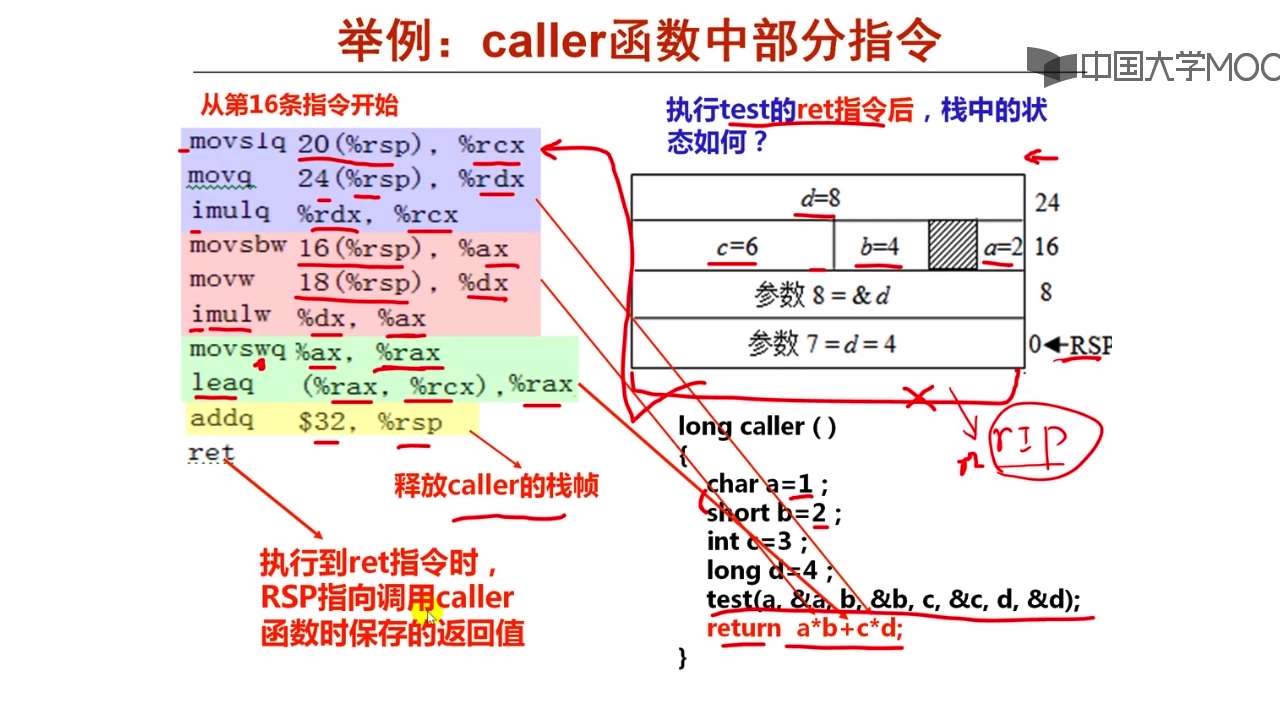 举例：caller函数中部分指令
中国大学MOO
从第16条指令开始
movslq 20(%rsp), %rcx
movq 24(%rsp), %rdx
imulq %rdx, %rcx
movsbw 16(%rsp), %ax
movw 18(%rsp), %dx
imulw %dx, %ax
movswq %ax, %rax
leaq (%rax, %rcx),%rax
addq $32, %rsp
ret
释放caller的栈帧
执行到ret指令时，
RSP指向调用caller
函数时保存的返回值
执行test的ret指令后，栈中的状
态如何？
d=8 24
c=6 b=4 a=2 16
参数 8 = &d 8
参数 7 = d = 4 0 RSP
rIP
long caller ( )
{
char a=1 ;
short b=2 ;
int c=3 ;
long d=4 ;
test(a, &a, b, &b, c, &c, d, &d);
return a*b+c*d;
}